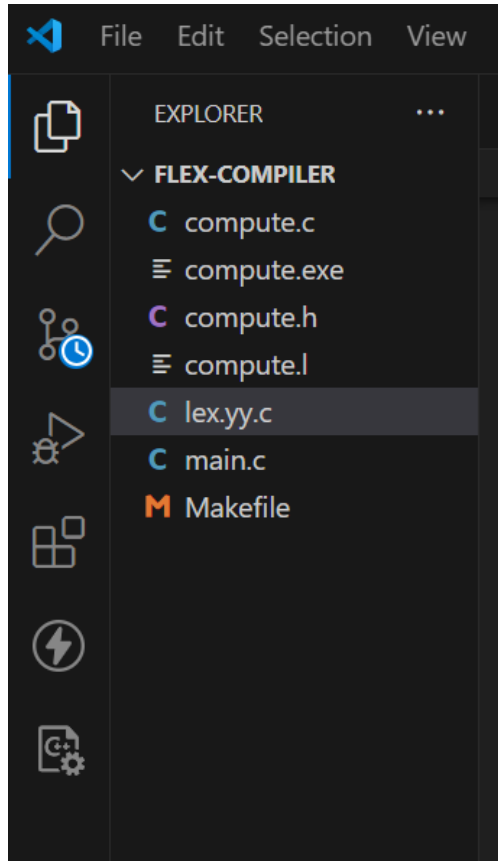 File Edit Selection View
EXPLORER ...
FLEX-COMPILER
C compute.c
compute.exe
C compute.h
compute.l
C lex.yy.c
C main.c
M Makefile
C++